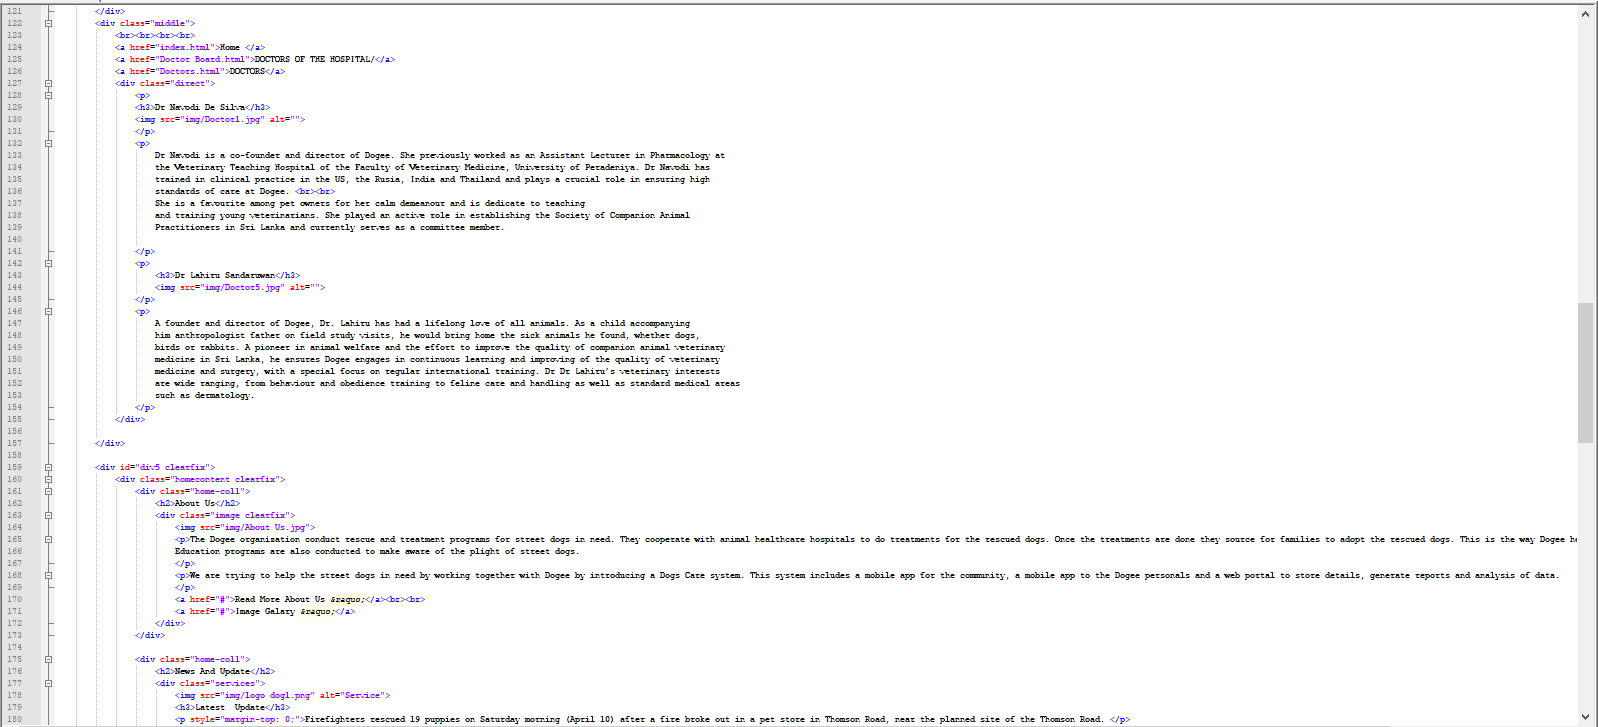 121 </div>
122 <div class="middle">
123 <br><br><br><br>
124 <a href="index.html">Home </a>
125 <a href="Doctor Board.html">DOCTORS OF THE HOSPITAL/</a>
126 <a href="Doctors.html">DOCTORS</a>
127 <div class="direct">
128 <p>
129 <h3>Dr Navodi De Silva</h3>
130 <img src="img/Doctor1.jpg" alt="">
131 </p>
132 <p>
133 Dr Navodi is a co-founder and director of Dogee. She previously worked as an Assistant Lecturer in Pharmacology at
134 the Veterinary Teaching Hospital of the Faculty of Veterinary Medicine, University of Peradeniya. Dr Navodi has
135 trained in clinical practice in the US, the Rusia, India and Thailand and plays a crucial role in ensuring high
136 standards of care at Dogee. <br><br>
137 She is a favourite among pet owners for her calm demeanour and is dedicate to teaching
138 and training young veterinarians. She played an active role in establishing the Society of Companion Animal
139 Practitioners in Sri Lanka and currently serves as a committee member.
140
141 </p>
142 <p>
143 <h3>Dr Lahiru Sandaruwan</h3>
144 <img src="img/Doctor5.jpg" alt="">
145 </p>
146 <p>
147 A founder and director of Dogee, Dr. Lahiru has had a lifelong love of all animals. As a child accompanying
148 him anthropologist father on field study visits, he would bring home the sick animals he found, whether dogs,
149 birds or rabbits. A pioneer in animal welfare and the effort to improve the quality of companion animal veterinary
150 medicine in Sri Lanka, he ensures Dogee engages in continuous learning and improving of the quality of veterinary
151 medicine and surgery, with a special focus on regular international training. Dr Dr Lahiru's veterinary interests
152 are wide ranging, from behaviour and obedience training to feline care and handling as well as standard medical areas
153 such as dermatology.
154 </p>
155 </div>
156
157 </div>
158
159 <div id="div5 clearfix">
160 <div class="homecontent clearfix">
161 <div class="home-coll">
162 <h2>About Us</h2>
163 <div class="image clearfix">
164 <img src="img/About Us.jpg">
165 <p>The Dogee organization conduct rescue and treatment programs for street dogs in need. They cooperate with animal healthcare hospitals to do treatments for the rescued dogs. Once the treatments are done they source for families to adopt the rescued dogs. This is the way Dogee he
166 Education programs are also conducted to make aware of the plight of street dogs.
167 </p>
168 <p>We are trying to help the street dogs in need by working together with Dogee by introducing a Dogs Care system. This system includes a mobile app for the community, a mobile app to the Dogee personals and a web portal to store details, generate reports and analysis of data.
169 </p>
170 <a href="#">Read More About Us &raquo;</a><br><br>
171 <a href="#">Image Galary &raquo;</a>
172 </div>
173 </div>
174
175 <div class="home-coll">
176 <h2>News And Update</h2>
177 <div class="services">
178 <img src="img/logo dog1.png" alt="Service">
179 <h3>Latest  Update</h3>
180 <p style="margin-top: 0;">Firefighters rescued 19 puppies on Saturday morning (April 10) after a fire broke out in a pet store in Thomson Road, near the planned site of the Thomson Road. </p>